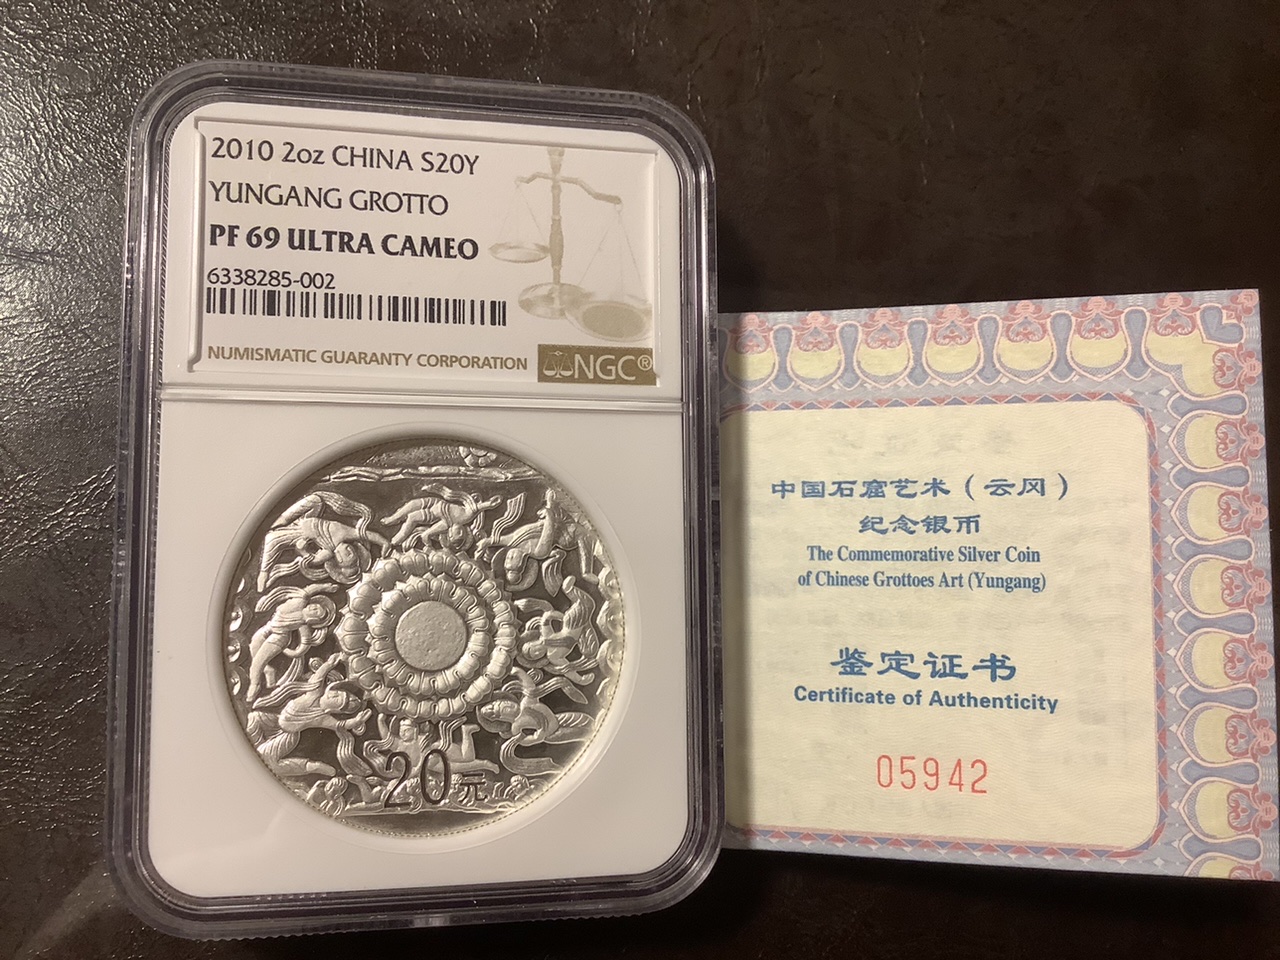 2010 2oz CHINA S20Y
YUNGANG GROTTO
PF 69 ULTRA CAMEO
6338285-002
NUMISMATIC GUARANTY CORPORATION
NGC®
20元
中国石窟艺术（云冈）
纪念银币
The Commemorative Silver Coin
of Chinese Grottoes Art (Yungang)
鉴定证书
Certificate of Authenticity
05942